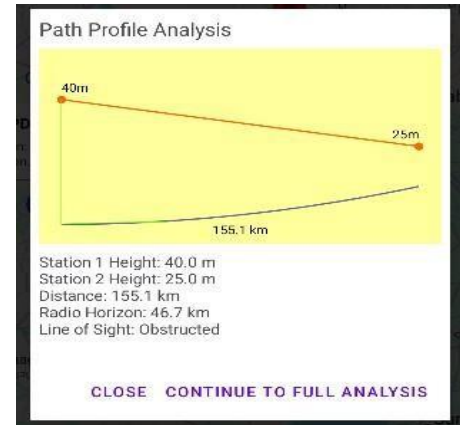 Path Profile Analysis
40m
25m
155.1 km
Station 1 Height: 40.0 m
Station 2 Height: 25.0 m
Distance: 155.1 km
Radio Horizon: 46.7 km
Line of Sight: Obstructed
CLOSE CONTINUE TO FULL ANALYSIS